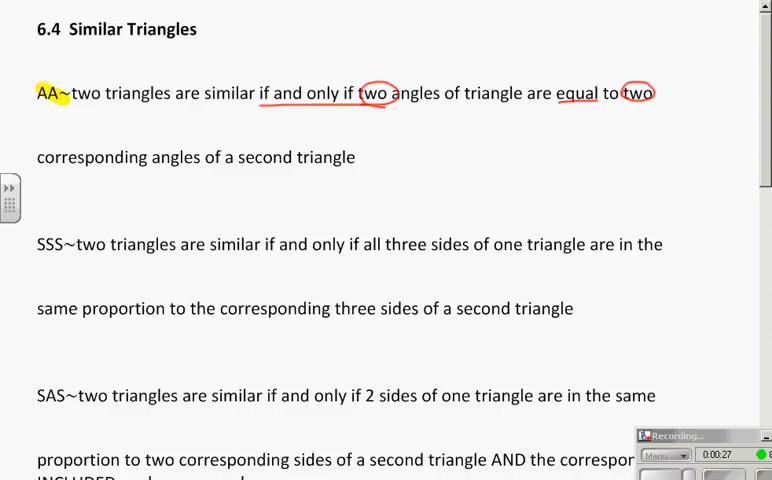 6.4 Similar Triangles
AA~two triangles are similar if and only if two angles of triangle are equal to two
corresponding angles of a second triangle
SSS~two triangles are similar if and only if all three sides of one triangle are in the
same proportion to the corresponding three sides of a second triangle
SAS~two triangles are similar if and only if 2 sides of one triangle are in the same
proportion to two corresponding sides of a second triangle AND the correspon
INCLUDED
Recording...
Menu
0:00:27